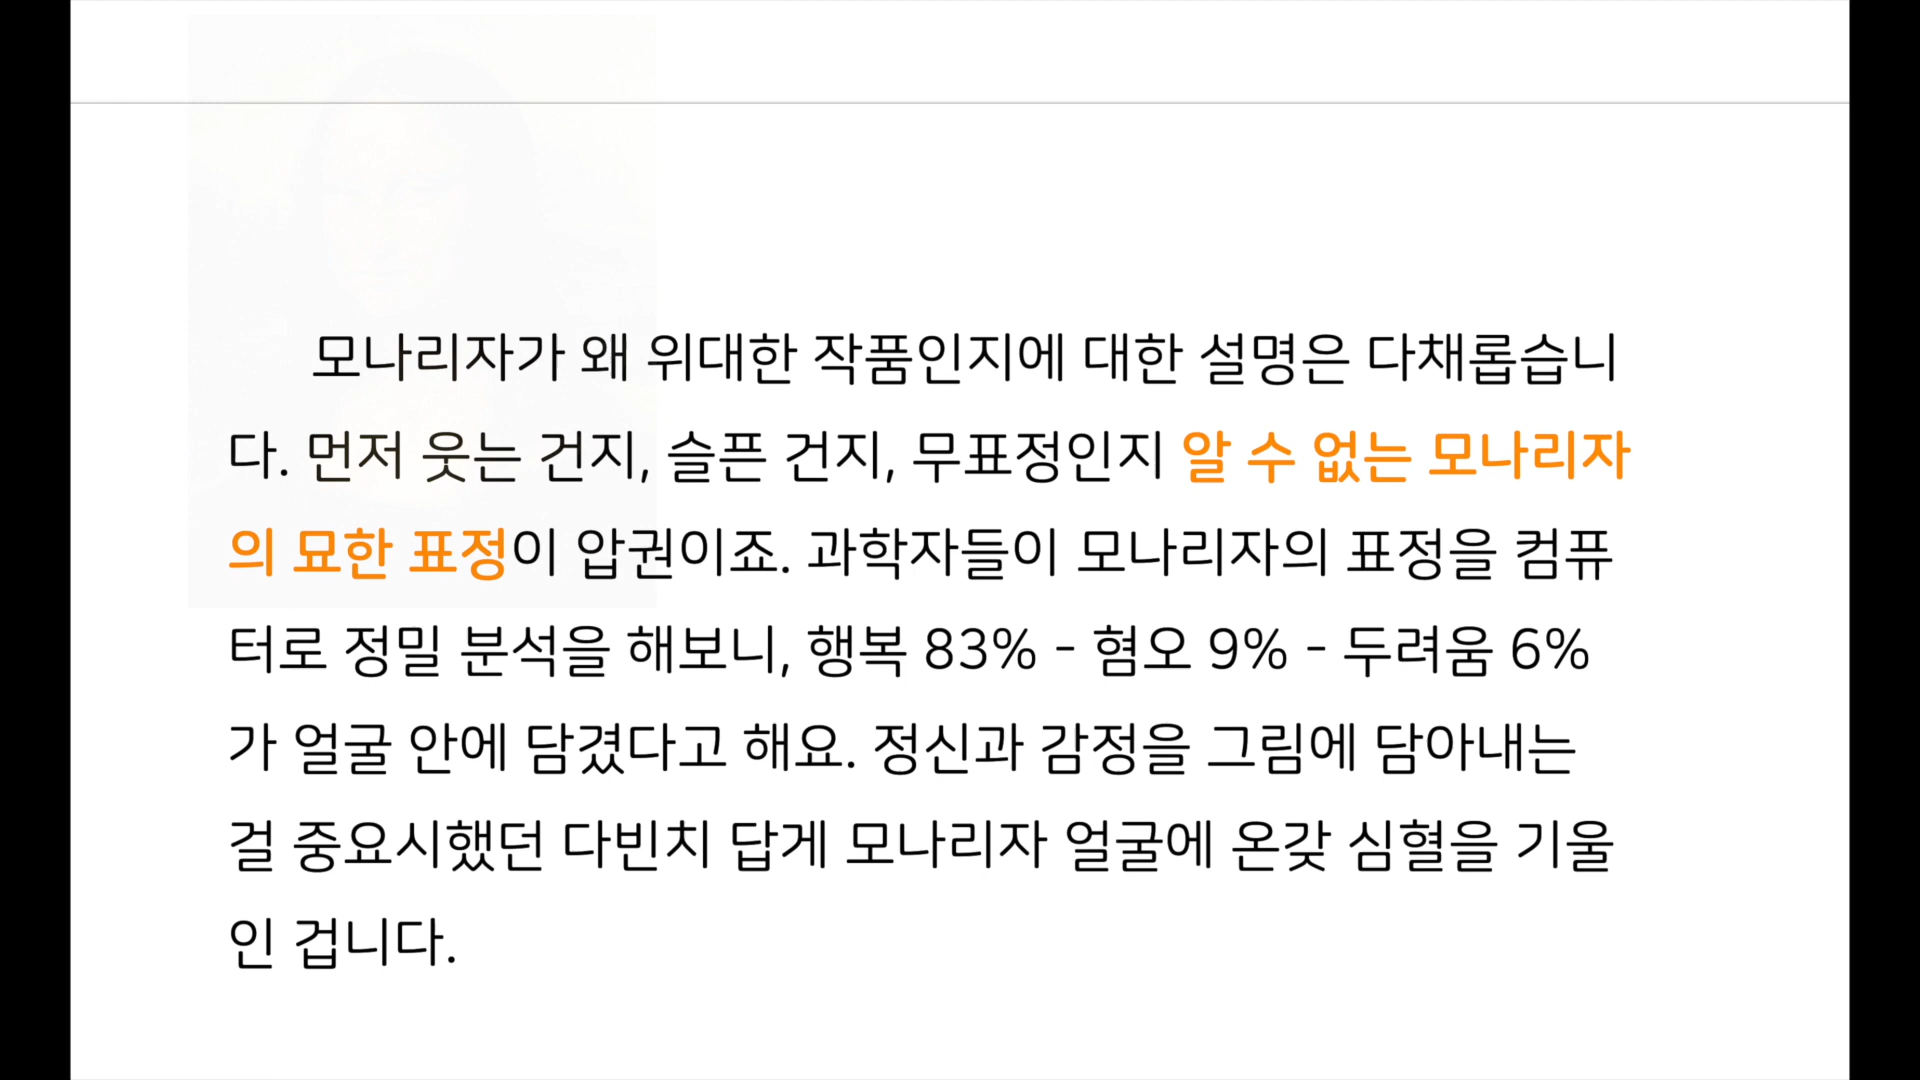 모나리자가 왜 위대한 작품인지에 대한 설명은 다채롭습니
다. 먼저 웃는 건지, 슬픈 건지, 무표정인지 알 수 없는 모나리자
의 묘한 표정이 압권이죠. 과학자들이 모나리자의 표정을 컴퓨
터로 정밀 분석을 해보니, 행복 83% - 혐오 9% - 두려움 6%
가 얼굴 안에 담겼다고 해요. 정신과 감정을 그림에 담아내는
걸 중요시했던 다빈치 답게 모나리자 얼굴에 온갖 심혈을 기울
인 겁니다.